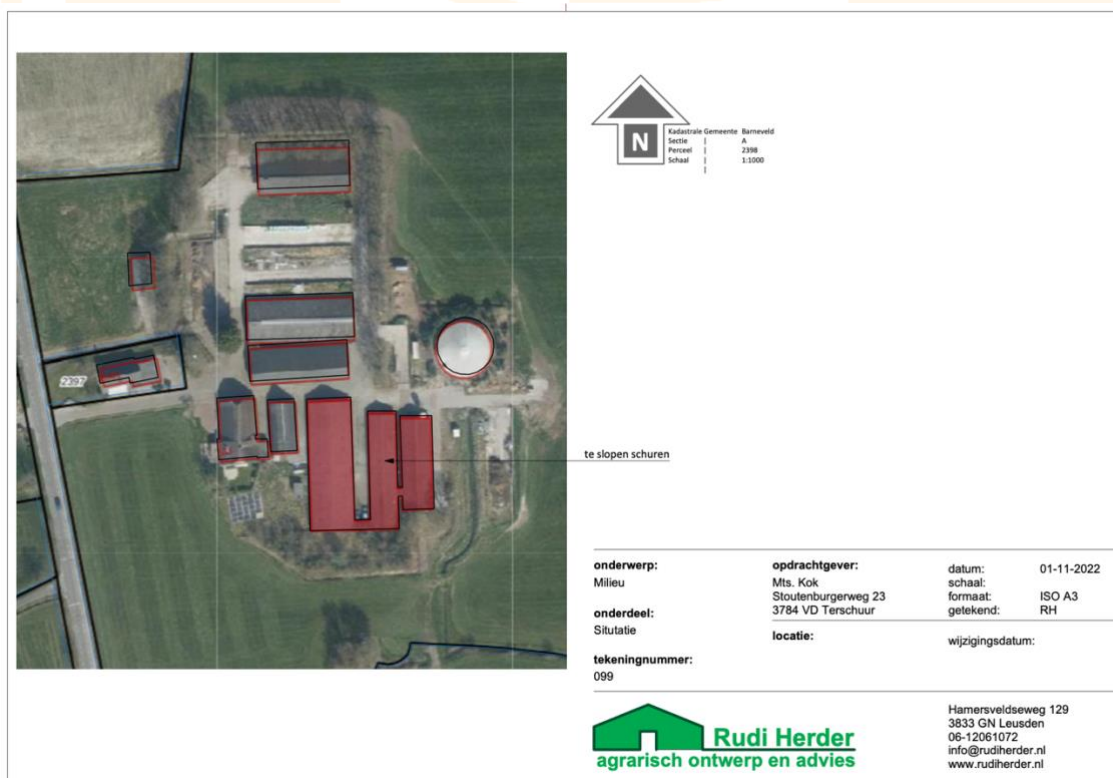 N
Kadastrale Gemeente Barneveld
Sectie | A
Perceel | 2398
Schaal | 1:1000
|
2397
te slopen schuren
onderwerp:
Milieu
onderdeel:
Situtatie
tekeningnummer:
099
opdrachtgever:
Mts. Kok
Stoutenburgerweg 23
3784 VD Terschuur
locatie:
datum: 01-11-2022
schaal:
formaat: ISO A3
getekend: RH
wijzigingsdatum:
Rudi Herder
agrarisch ontwerp en advies
Hamersveldseweg 129
3833 GN Leusden
06-12061072
info@rudiherder.nl
www.rudiherder.nl